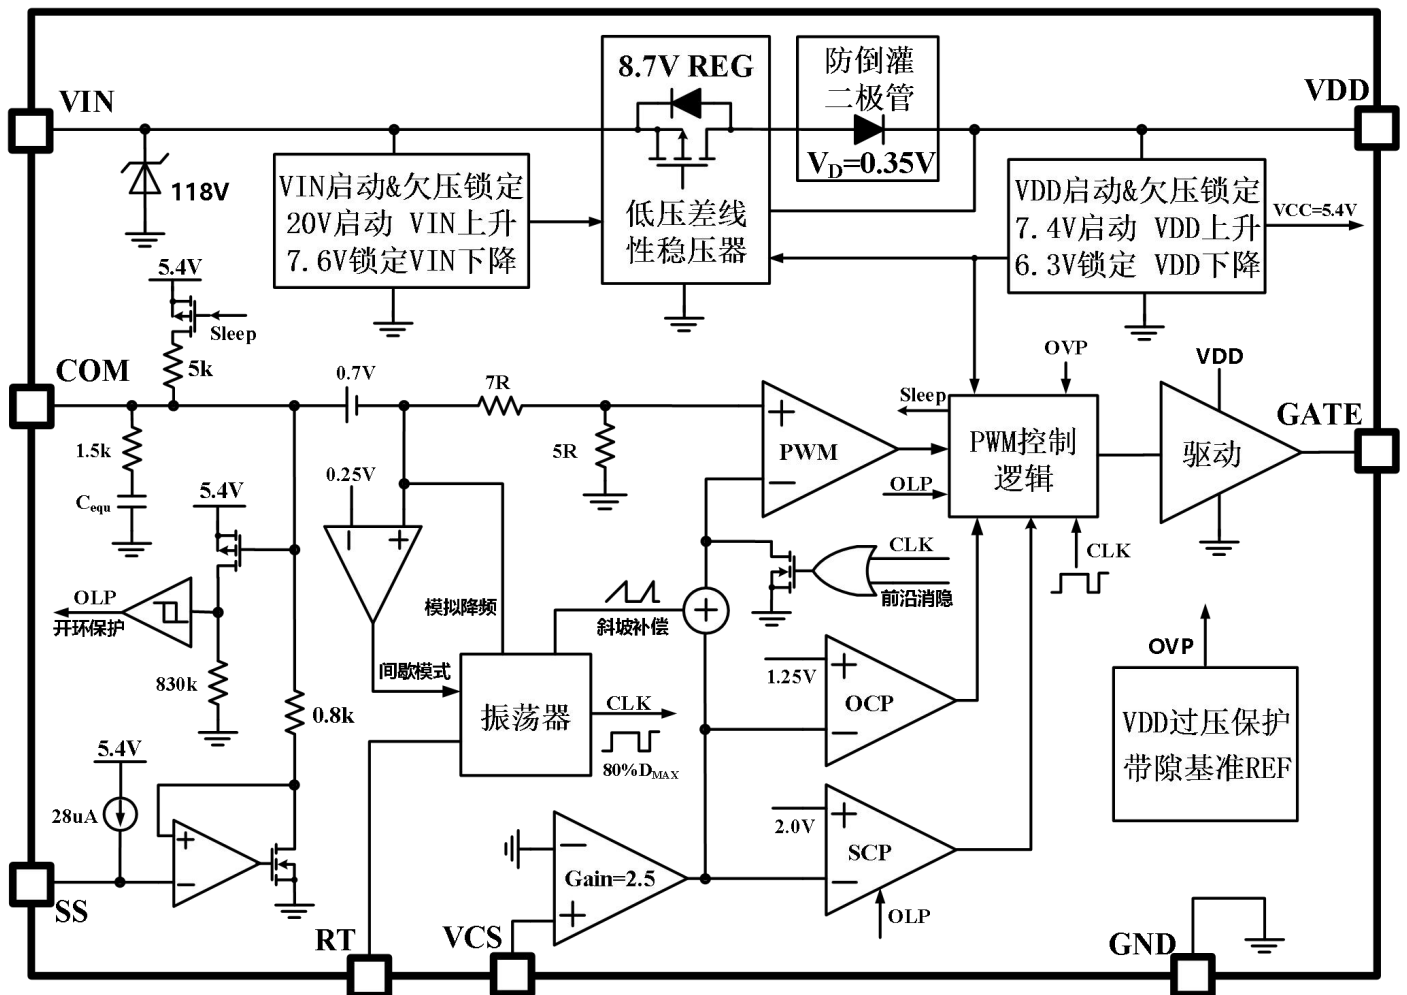 8.7V REG
防倒灌
二极管
VIN
VDD
V_D=0.35V
118V
VIN启动&欠压锁定
20V启动 VIN上升
7.6V锁定VIN下降
低压差线
性稳压器
VDD启动&欠压锁定
7.4V启动 VDD上升
6.3V锁定 VDD下降
VCC=5.4V
5.4V
Sleep
5k
COM
0.7V
7R
OVP
VDD
Sleep
GATE
PWM
PWM控制
逻辑
驱动
1.5k
5R
0.25V
OLP
C_equ
5.4V
CLK
CLK
前沿消隐
OLP
开环保护
模拟降频
斜坡补偿
OVP
间歇模式
830k
1.25V
0.8k
振荡器
CLK
OCP
VDD过压保护
带隙基准REF
5.4V
80%D_MAX
28uA
2.0V
SCP
Gain=2.5
SS
OLP
RT
VCS
GND